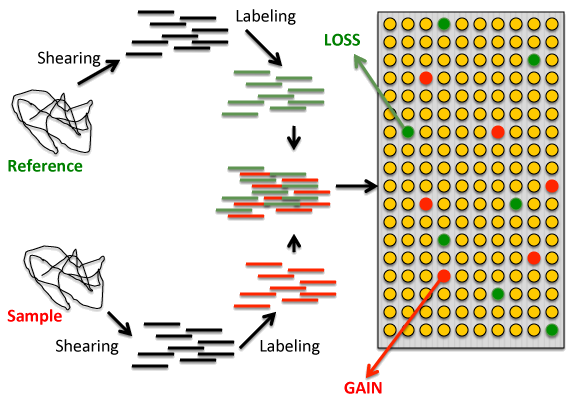 Labeling
LOSS
Shearing
Reference
Sample
Shearing
Labeling
GAIN